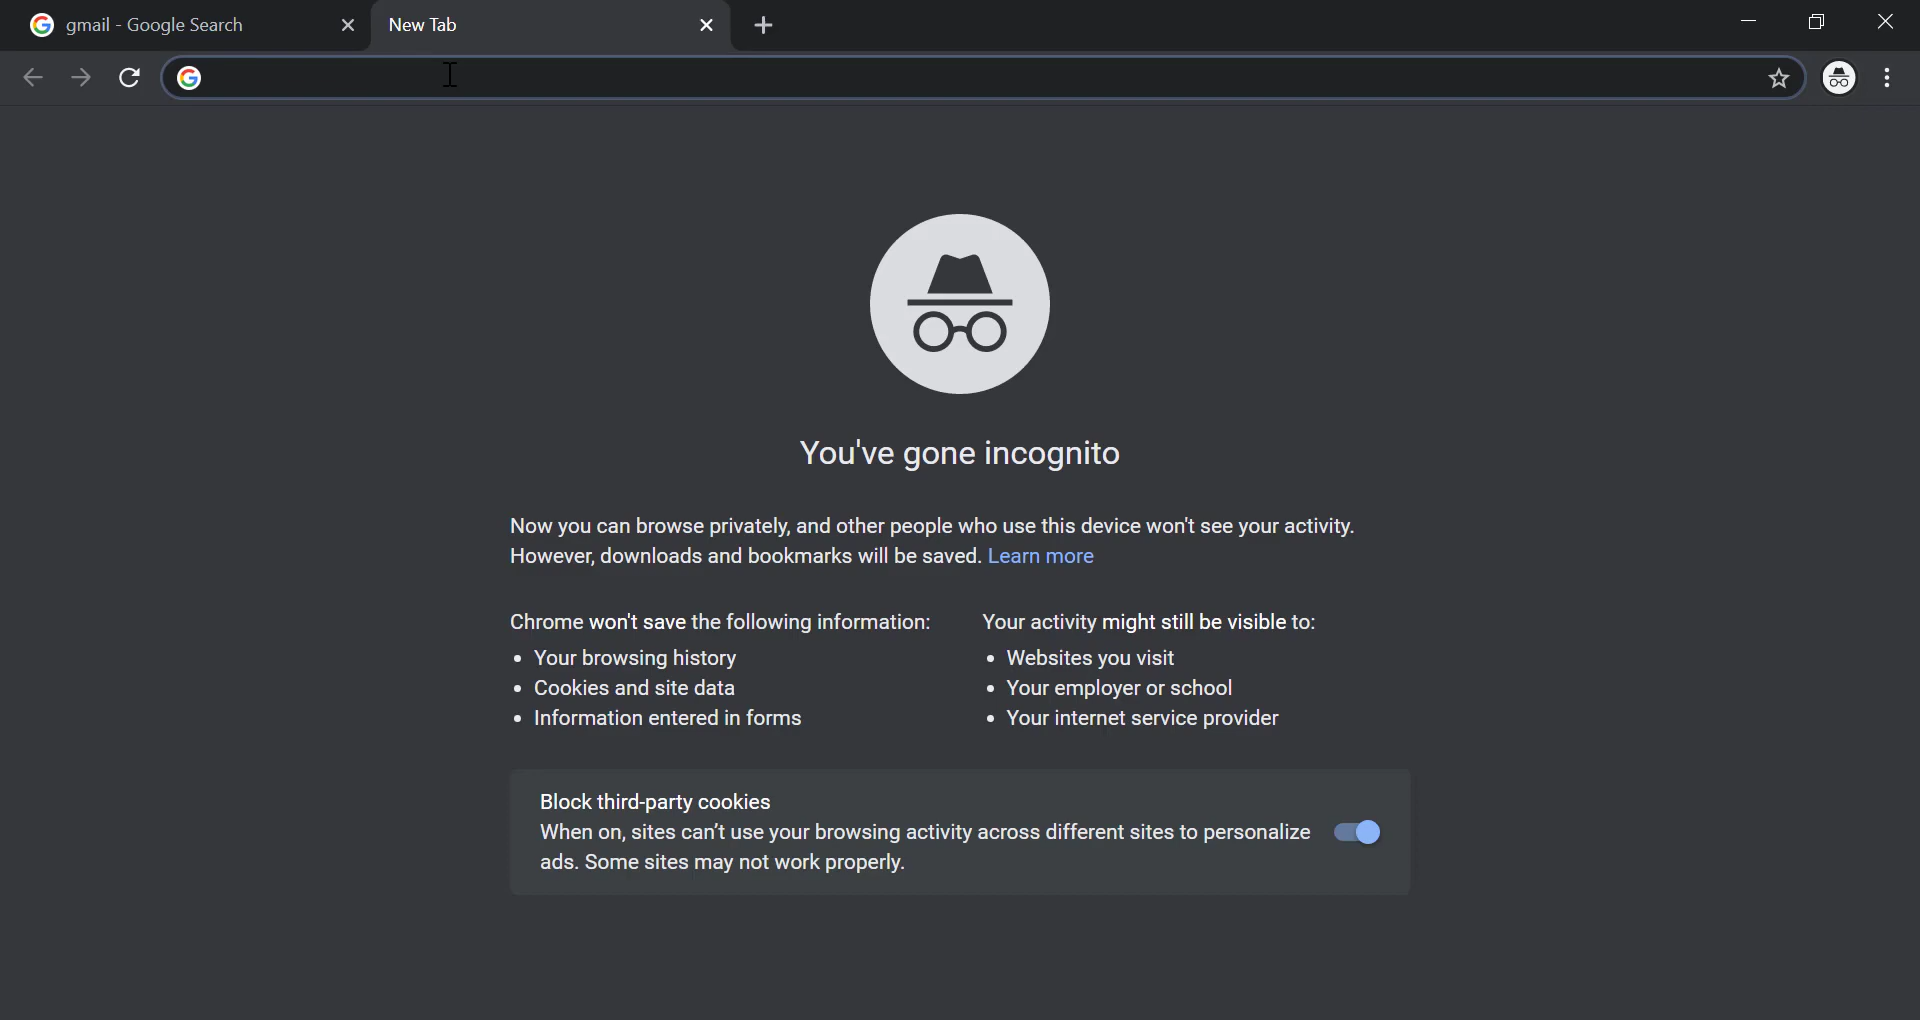 gmail - Google Search
New Tab
You've gone incognito
Now you can browse privately, and other people who use this device won't see your activity.
However, downloads and bookmarks will be saved. Learn more
Chrome won't save the following information:
Your browsing history
Cookies and site data
Information entered in forms
Your activity might still be visible to:
Websites you visit
Your employer or school
Your internet service provider
Block third-party cookies
When on, sites can't use your browsing activity across different sites to personalize
ads. Some sites may not work properly.